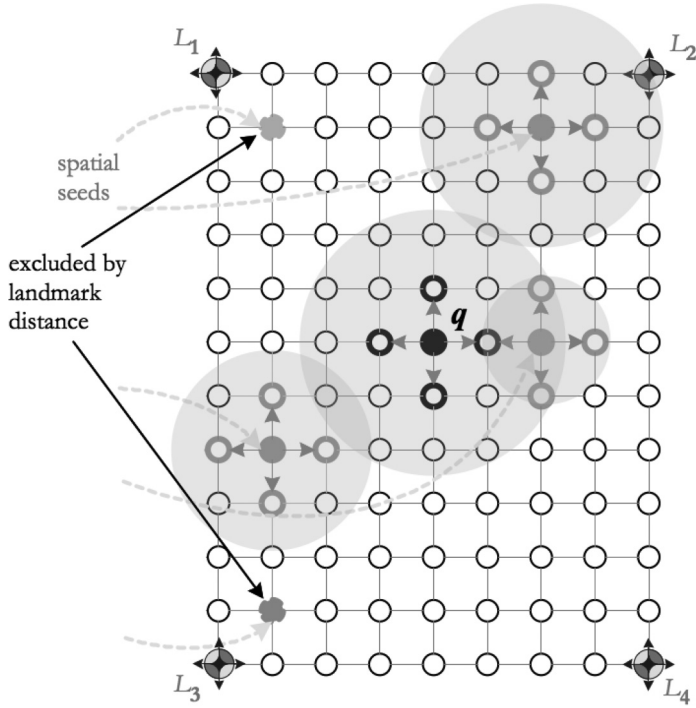 L1
L2
spatial
seeds
excluded by
landmark
distance
q
L3
L4